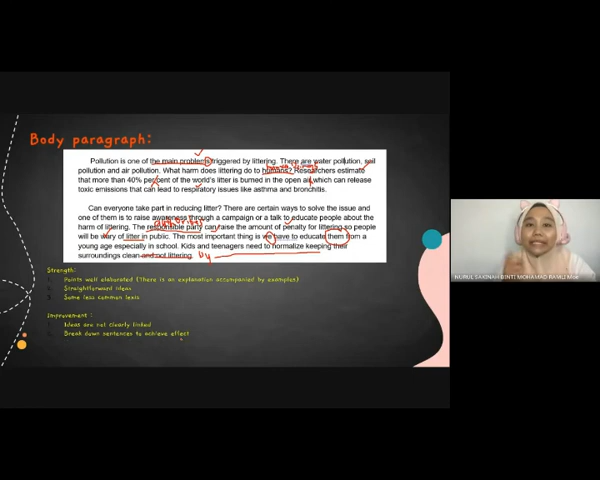 Body paragraph:
Pollution is one of the main problems triggered by littering. There are water pollution, soil
pollution and air pollution. What harm does littering do to humans? Researchers estimate
that more than 40% percent of the world's litter is burned in the open air which can release
toxic emissions that can lead to respiratory issues like asthma and bronchitis.
Can everyone take part in reducing litter? There are certain ways to solve the issue and
one of them is to raise awareness through a campaign or a talk to educate people about the
harm of littering. The responsible party can raise the amount of penalty for littering so people
will be wary of litter in public. The most important thing is we have to educate them from a
young age especially in school. Kids and teenagers need to normalize keeping their
surroundings clean and not littering. by
Strength:
Points well elaborated (There is an explanation accompanied by examples)
2. Straightforward ideas
3. Some less common lexis
Improvement :
Ideas are not clearly linked
Break down sentences to achieve effect
NURUL SAKINAH BINTI MOHAMAD RAMLI Moe